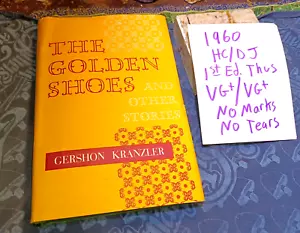 THE
GOLDEN
SHOES AND
OTHER
STORIES
GERSHON KRANZLER
1960
HC/DJ
1st Ed. Thus
VG+/VG+
No Marks
No Tears